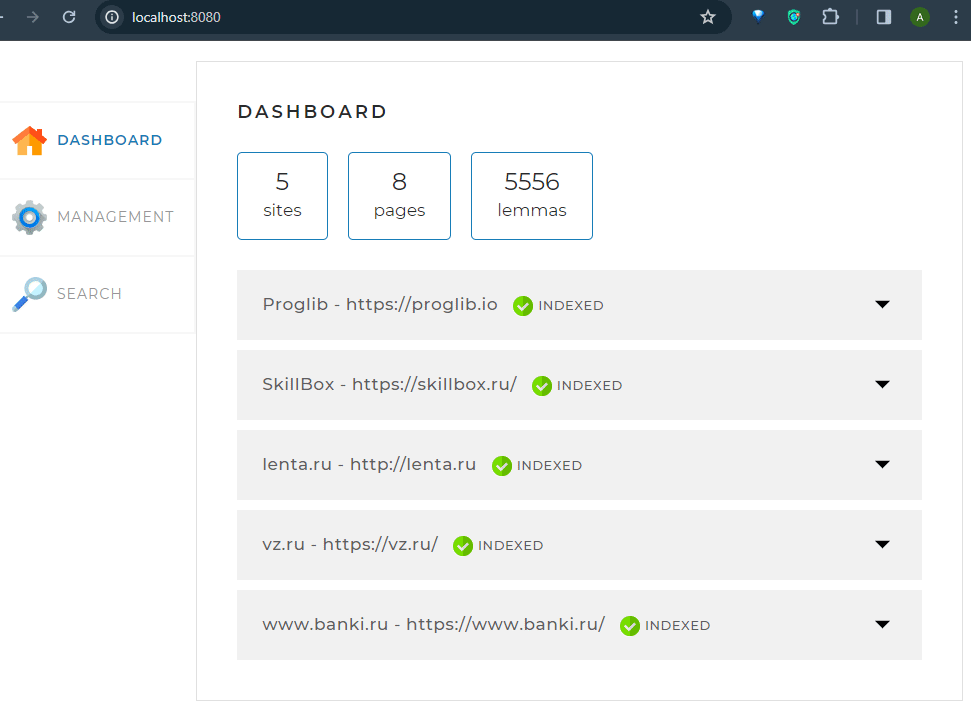 localhost:8080
A
DASHBOARD
MANAGEMENT
SEARCH
DASHBOARD
5
sites
8
pages
5556
lemmas
Proglib - https://proglib.io INDEXED
SkillBox - https://skillbox.ru/ INDEXED
lenta.ru - http://lenta.ru INDEXED
vz.ru - https://vz.ru/ INDEXED
www.banki.ru - https://www.banki.ru/ INDEXED